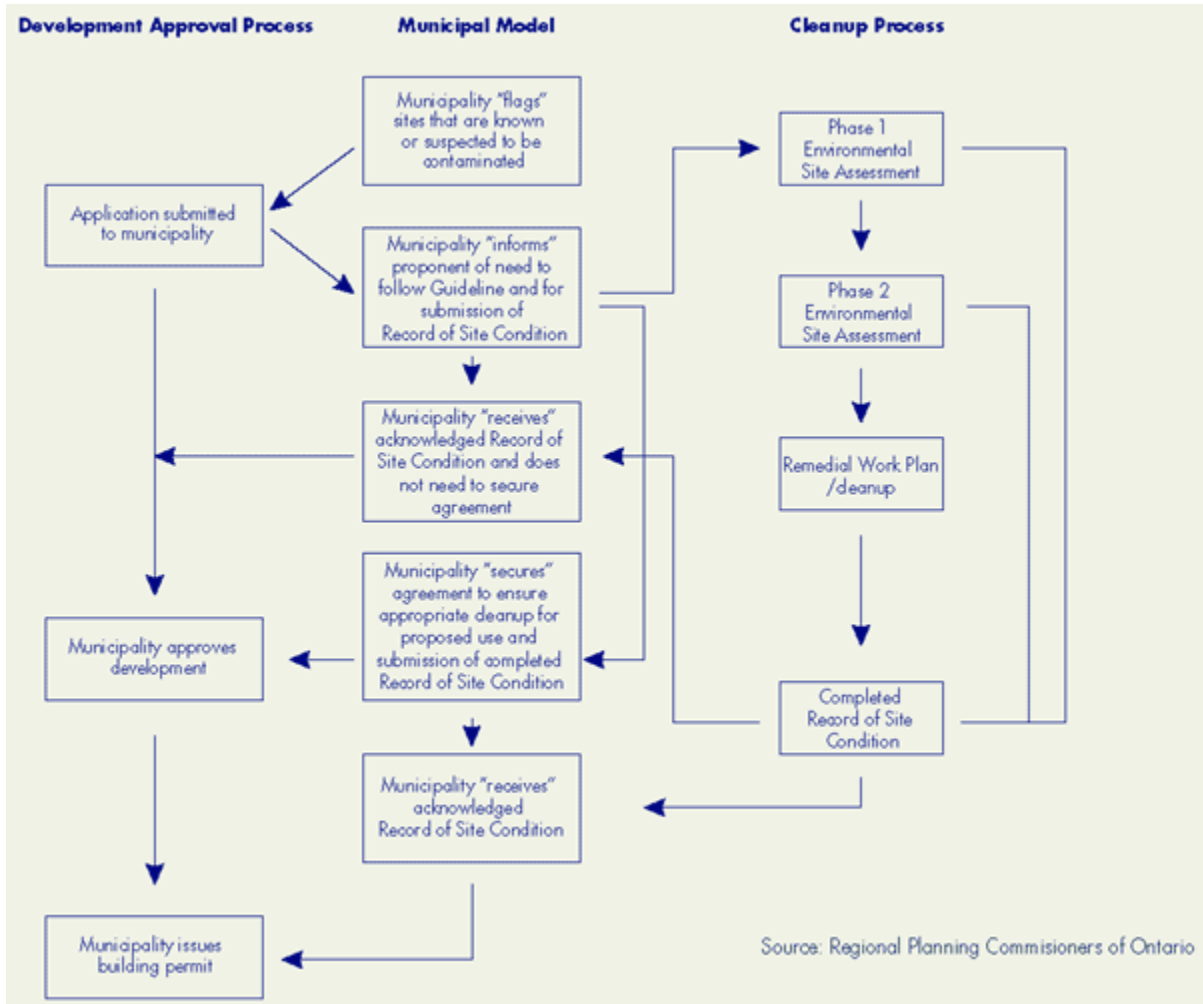 Development Approval Process
Municipal Model
Cleanup Process
Municipality “flags”
sites that are known
or suspected to be
contaminated
Phase 1
Environmental
Site Assessment
Application submitted
to municipality
Municipality “informs”
proponent of need to
follow Guideline and for
submission of
Record of Site Condition
Phase 2
Environmental
Site Assessment
Municipality “receives”
acknowledged Record of
Site Condition and does
not need to secure
agreement
Remedial Work Plan
/cleanup
Municipality “secures”
agreement to ensure
appropriate cleanup for
proposed use and
submission of completed
Record of Site Condition
Municipality approves
development
Completed
Record of Site
Condition
Municipality “receives”
acknowledged
Record of Site Condition
Municipality issues
building permit
Source: Regional Planning Commisioners of Ontario